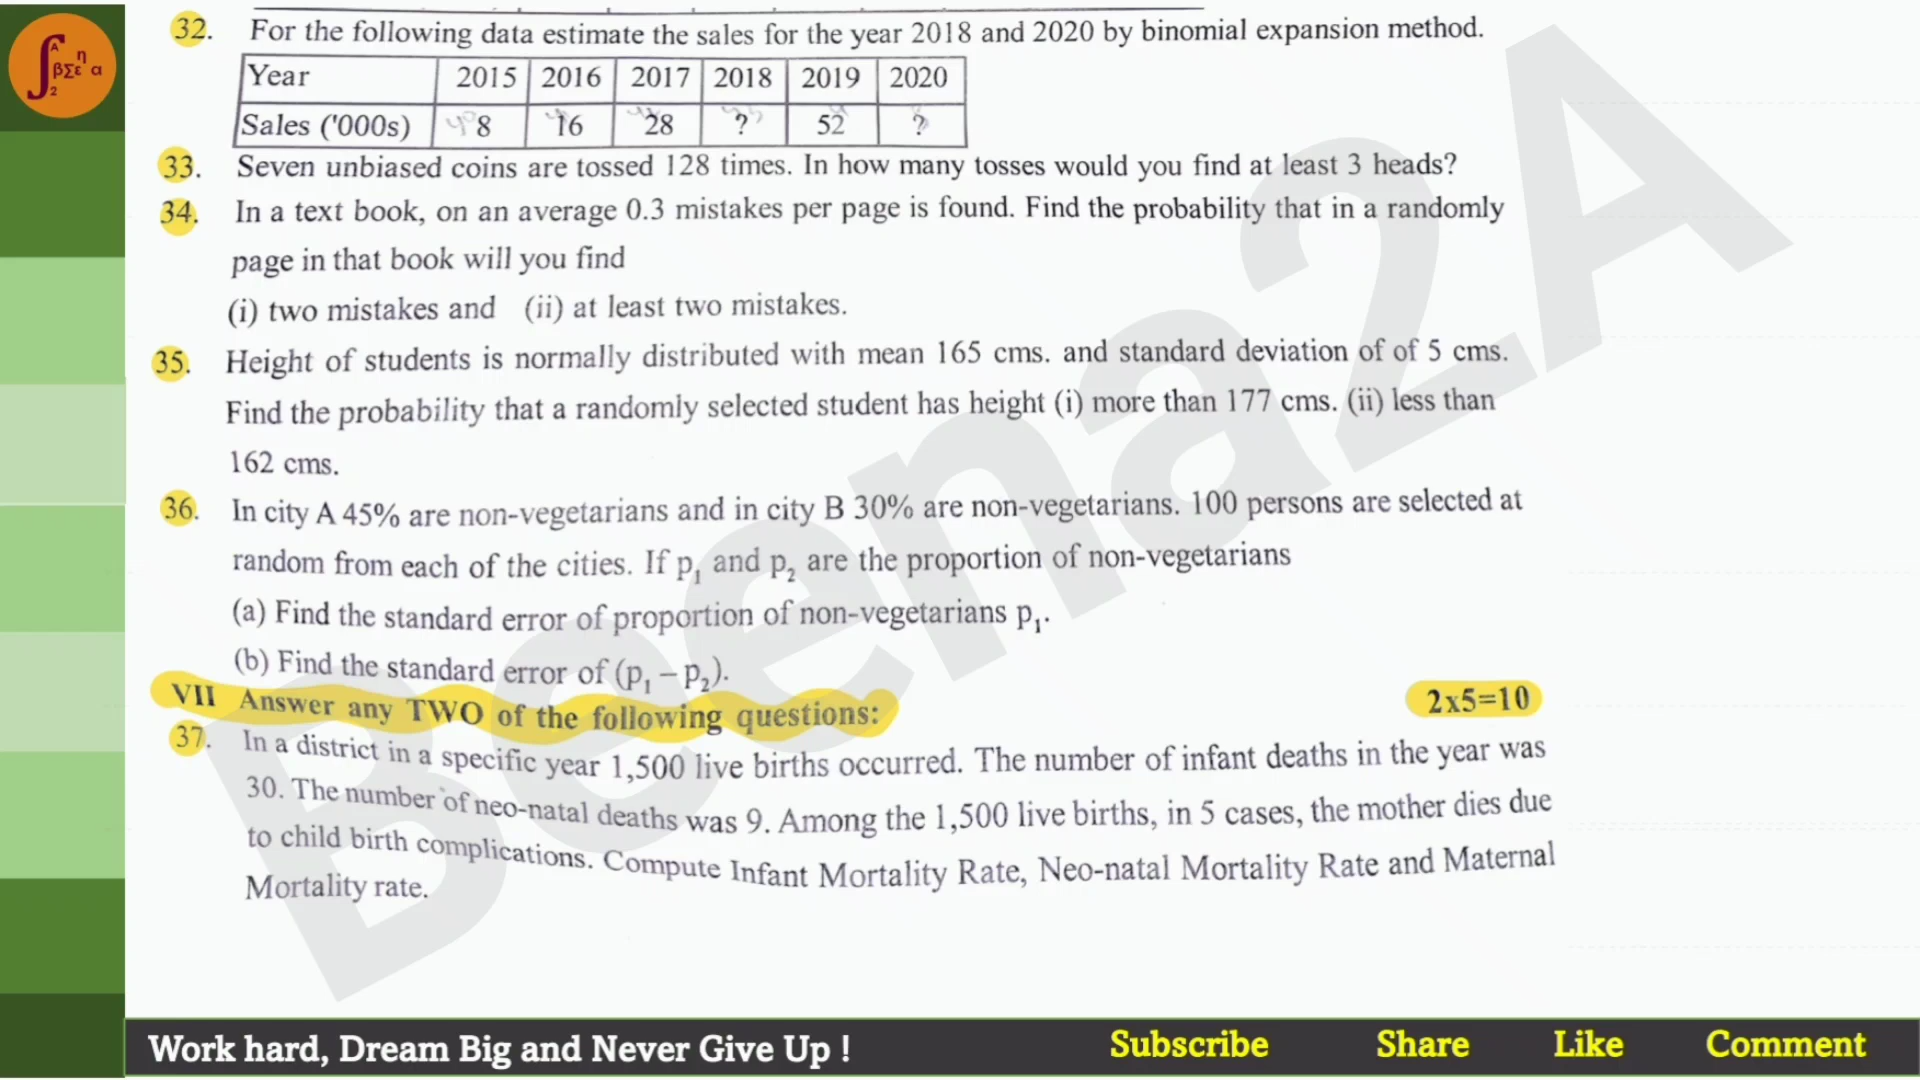 32. For the following data estimate the sales for the year 2018 and 2020 by binomial expansion method.
Year 2015 2016 2017 2018 2019 2020
Sales ('000s) 8 16 28 ? 52 ?
33. Seven unbiased coins are tossed 128 times. In how many tosses would you find at least 3 heads?
34. In a text book, on an average 0.3 mistakes per page is found. Find the probability that in a randomly
page in that book will you find
(i) two mistakes and (ii) at least two mistakes.
35. Height of students is normally distributed with mean 165 cms. and standard deviation of of 5 cms.
Find the probability that a randomly selected student has height (i) more than 177 cms. (ii) less than
162 cms.
36. In city A 45% are non-vegetarians and in city B 30% are non-vegetarians. 100 persons are selected at
random from each of the cities. If p₁ and p₂ are the proportion of non-vegetarians
(a) Find the standard error of proportion of non-vegetarians p₁.
(b) Find the standard error of (p₁ – p₂).
VII Answer any TWO of the following questions: 2x5=10
37. In a district in a specific year 1,500 live births occurred. The number of infant deaths in the year was
30. The number of neo-natal deaths was 9. Among the 1,500 live births, in 5 cases, the mother dies due
to child birth complications. Compute Infant Mortality Rate, Neo-natal Mortality Rate and Maternal
Mortality rate.
Beena2A
Work hard, Dream Big and Never Give Up ! Subscribe Share Like Comment